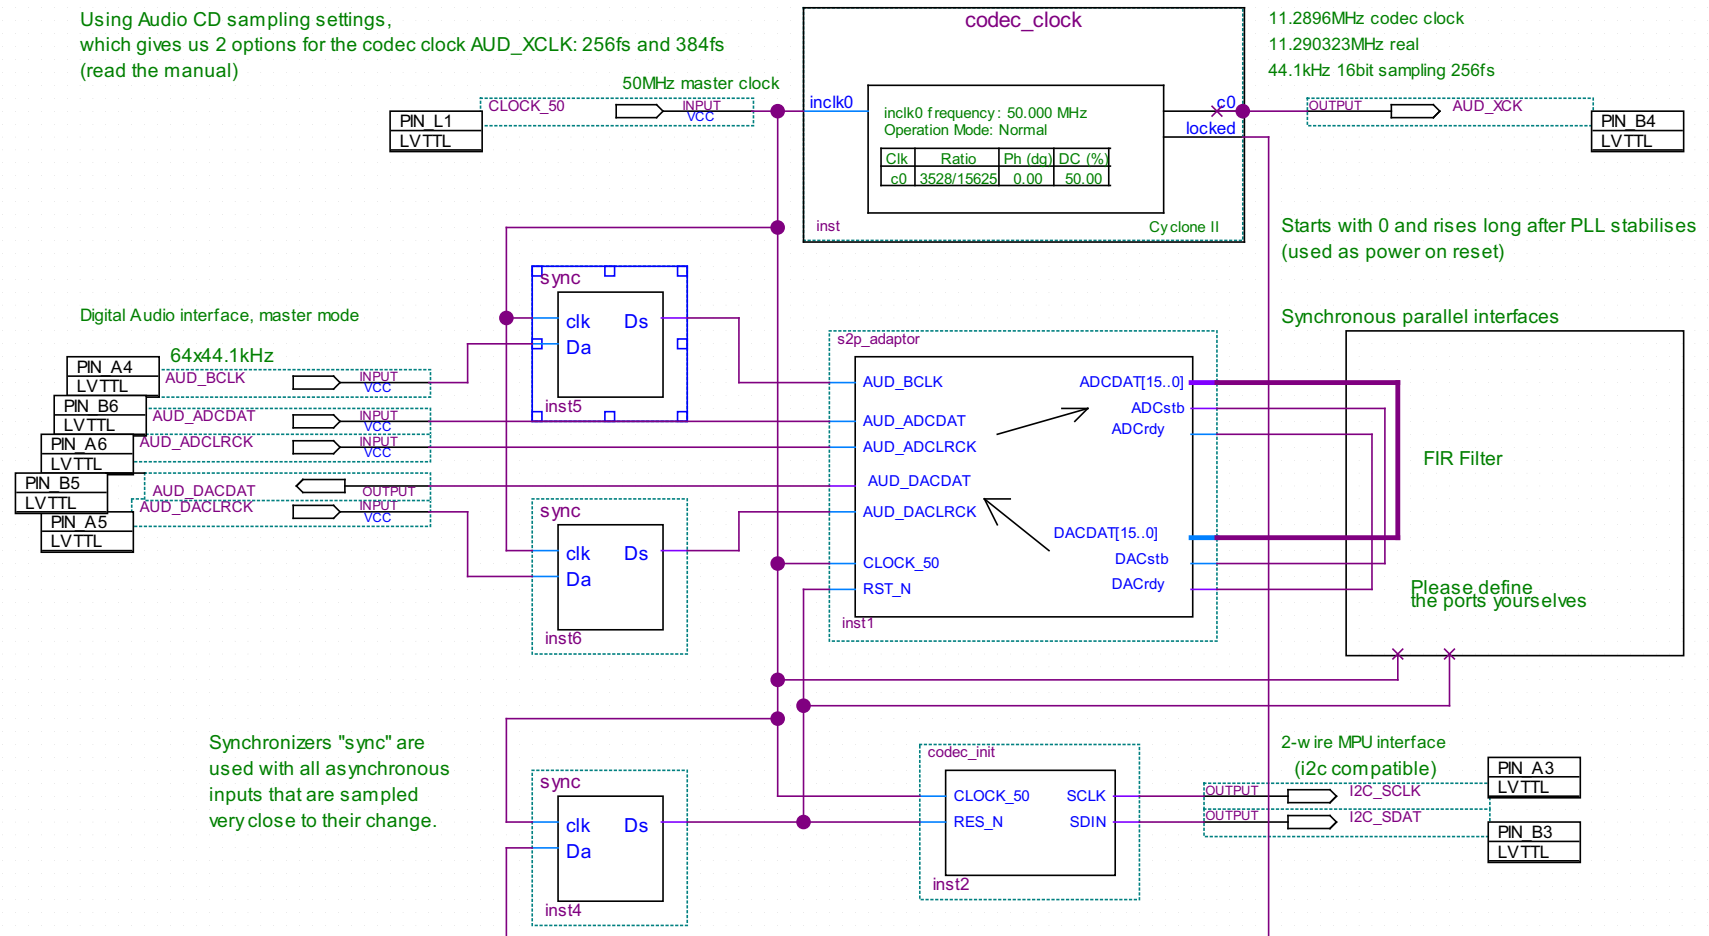 Using Audio CD sampling settings,
which gives us 2 options for the codec clock AUD_XCLK: 256fs and 384fs
(read the manual)
50MHz master clock
CLOCK_50
INPUT
VCC
PIN_L1
LVTTL
codec_clock
inclk0
c0
locked
inclk0 frequency: 50.000 MHz
Operation Mode: Normal
Clk Ratio Ph (dg) DC (%)
c0 3528/15625 0.00 50.00
inst
Cyclone II
11.2896MHz codec clock
11.290323MHz real
44.1kHz 16bit sampling 256fs
OUTPUT
AUD_XCK
PIN_B4
LVTTL
Starts with 0 and rises long after PLL stabilises
(used as power on reset)
sync
clk Ds
Da
inst5
Digital Audio interface, master mode
64x44.1kHz
PIN_A4
LVTTL
AUD_BCLK
INPUT
VCC
PIN_B6
LVTTL
AUD_ADCDAT
INPUT
VCC
PIN_A6
LVTTL
AUD_ADCLRCK
INPUT
VCC
PIN_B5
LVTTL
AUD_DACDAT
OUTPUT
PIN_A5
LVTTL
AUD_DACLRCK
INPUT
VCC
sync
clk Ds
Da
inst6
s2p_adaptor
AUD_BCLK
AUD_ADCDAT
AUD_ADCLRCK
AUD_DACDAT
AUD_DACLRCK
CLOCK_50
RST_N
ADCDAT[15..0]
ADCstb
ADCrdy
DACDAT[15..0]
DACstb
DACrdy
inst1
Synchronous parallel interfaces
FIR Filter
Please define
the ports yourselves
Synchronizers "sync" are
used with all asynchronous
inputs that are sampled
very close to their change.
sync
clk Ds
Da
inst4
codec_init
CLOCK_50 SCLK
RES_N SDIN
inst2
2-wire MPU interface
(i2c compatible)
OUTPUT
I2C_SCLK
PIN_A3
LVTTL
OUTPUT
I2C_SDAT
PIN_B3
LVTTL